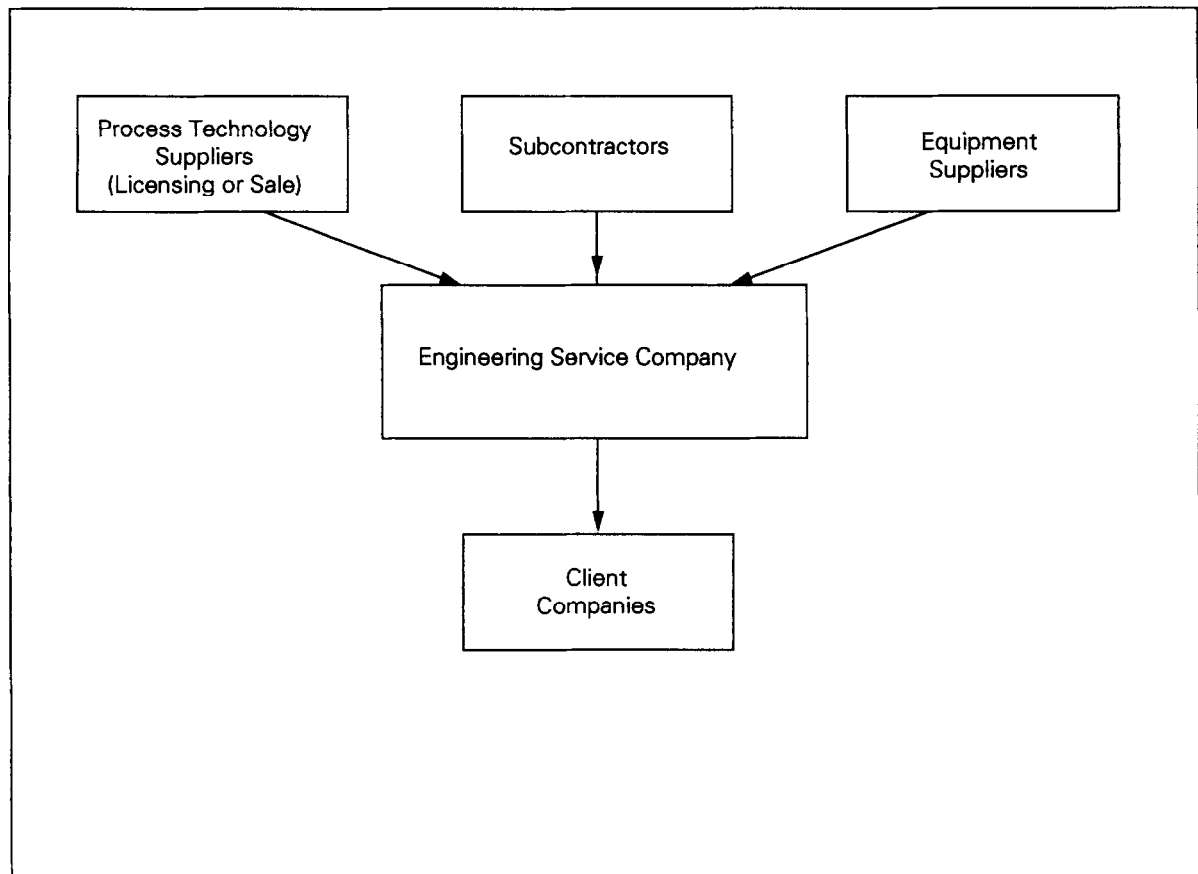 Process Technology
Suppliers
(Licensing or Sale)
Subcontractors
Equipment
Suppliers
Engineering Service Company
Client
Companies